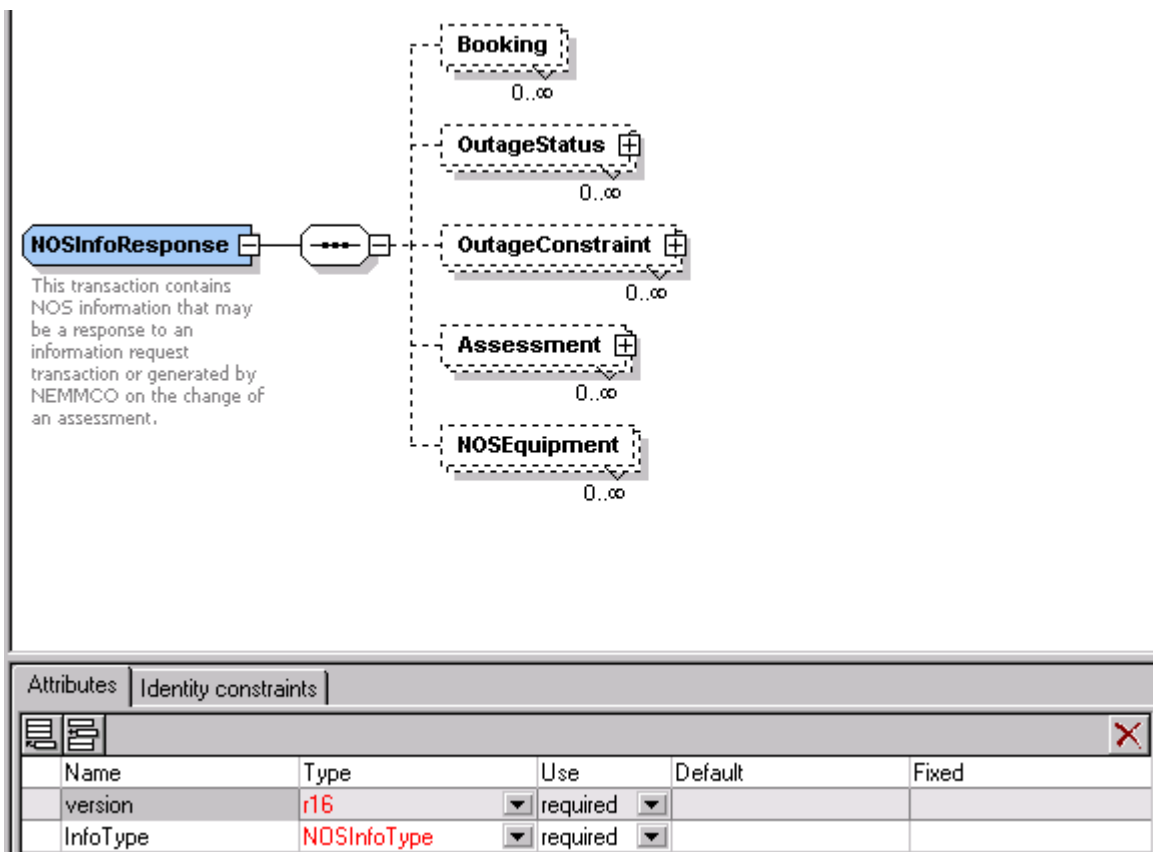 Booking
0..∞
OutageStatus
0..∞
NOSInfoResponse
OutageConstraint
0..∞
This transaction contains
NOS information that may
be a response to an
information request
transaction or generated by
NEMMCO on the change of
an assessment.
Assessment
0..∞
NOSEquipment
0..∞
Attributes Identity constraints
Name Type Use Default Fixed
version r16 required
InfoType NOSInfoType required